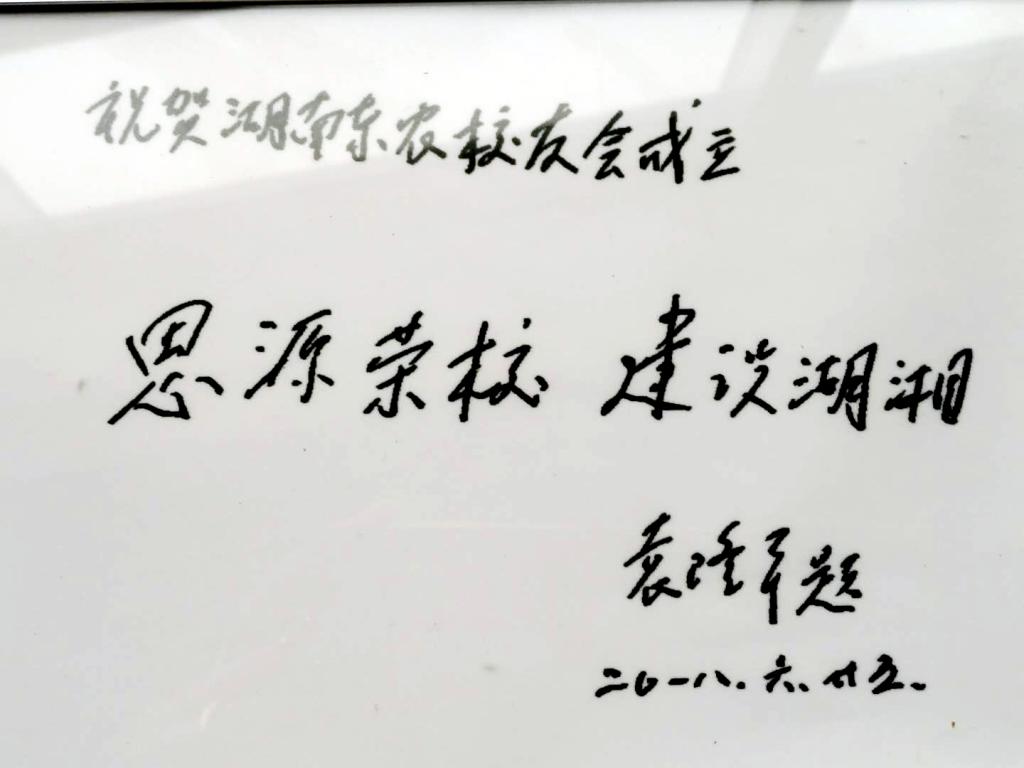 祝贺湖南东农校友会成立
思源荣校 建设湖湘
袁隆平题
二〇一八.六.廿五.